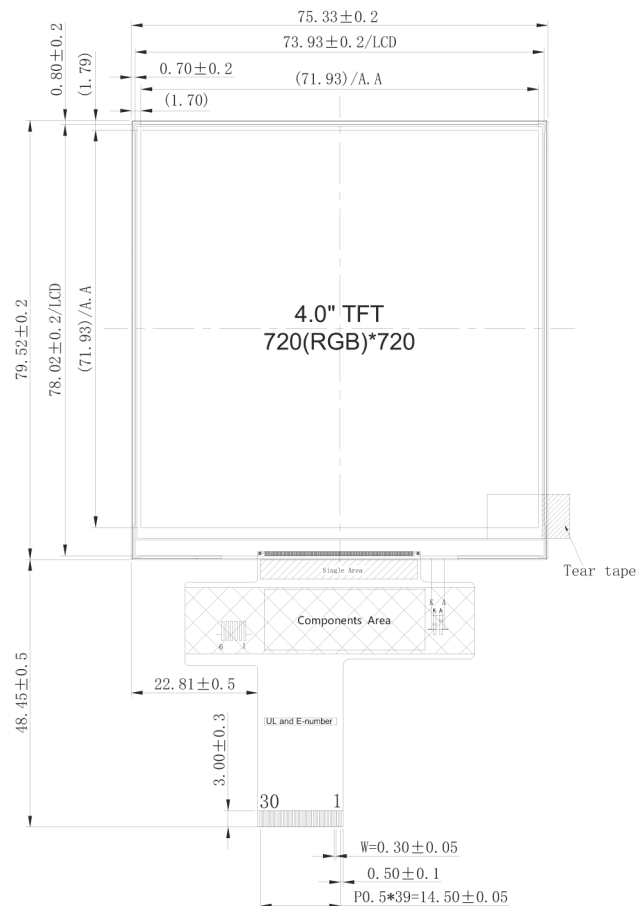 75.33±0.2
73.93±0.2/LCD
0.70±0.2
(71.93)/A.A
(1.70)
0.80±0.2
(1.79)
79.52±0.2
78.02±0.2/LCD
(71.93)/A.A
4.0" TFT
720(RGB)*720
Tear tape
Single Area
K A
K A
Components Area
6 1
22.81±0.5
48.45±0.5
UL and E-number
3.00±0.3
30 1
W=0.30±0.05
0.50±0.1
P0.5*39=14.50±0.05